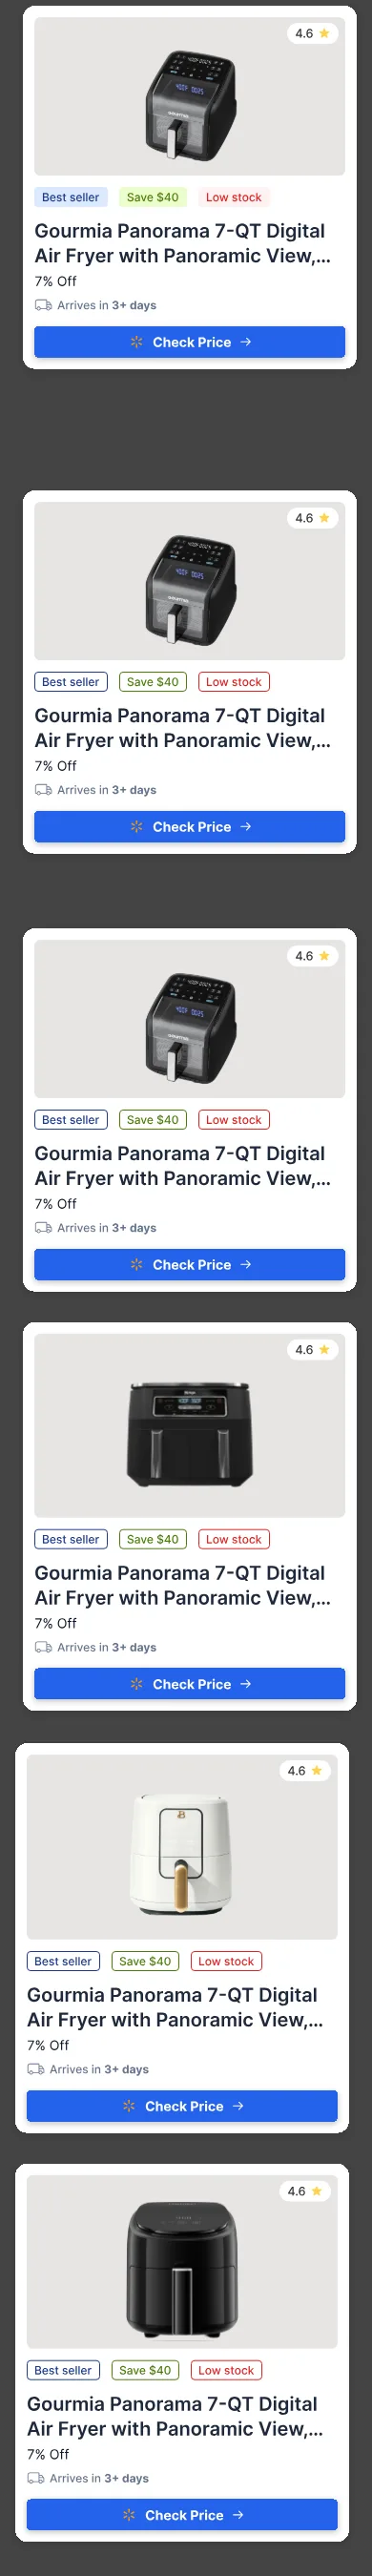 4.6
Best seller Save $40 Low stock
Gourmia Panorama 7-QT Digital
Air Fryer with Panoramic View,...
7% Off
Arrives in 3+ days
Check Price →
4.6
Best seller Save $40 Low stock
Gourmia Panorama 7-QT Digital
Air Fryer with Panoramic View,...
7% Off
Arrives in 3+ days
Check Price →
4.6
Best seller Save $40 Low stock
Gourmia Panorama 7-QT Digital
Air Fryer with Panoramic View,...
7% Off
Arrives in 3+ days
Check Price →
4.6
Best seller Save $40 Low stock
Gourmia Panorama 7-QT Digital
Air Fryer with Panoramic View,...
7% Off
Arrives in 3+ days
Check Price →
4.6
Best seller Save $40 Low stock
Gourmia Panorama 7-QT Digital
Air Fryer with Panoramic View,...
7% Off
Arrives in 3+ days
Check Price →
4.6
Best seller Save $40 Low stock
Gourmia Panorama 7-QT Digital
Air Fryer with Panoramic View,...
7% Off
Arrives in 3+ days
Check Price →